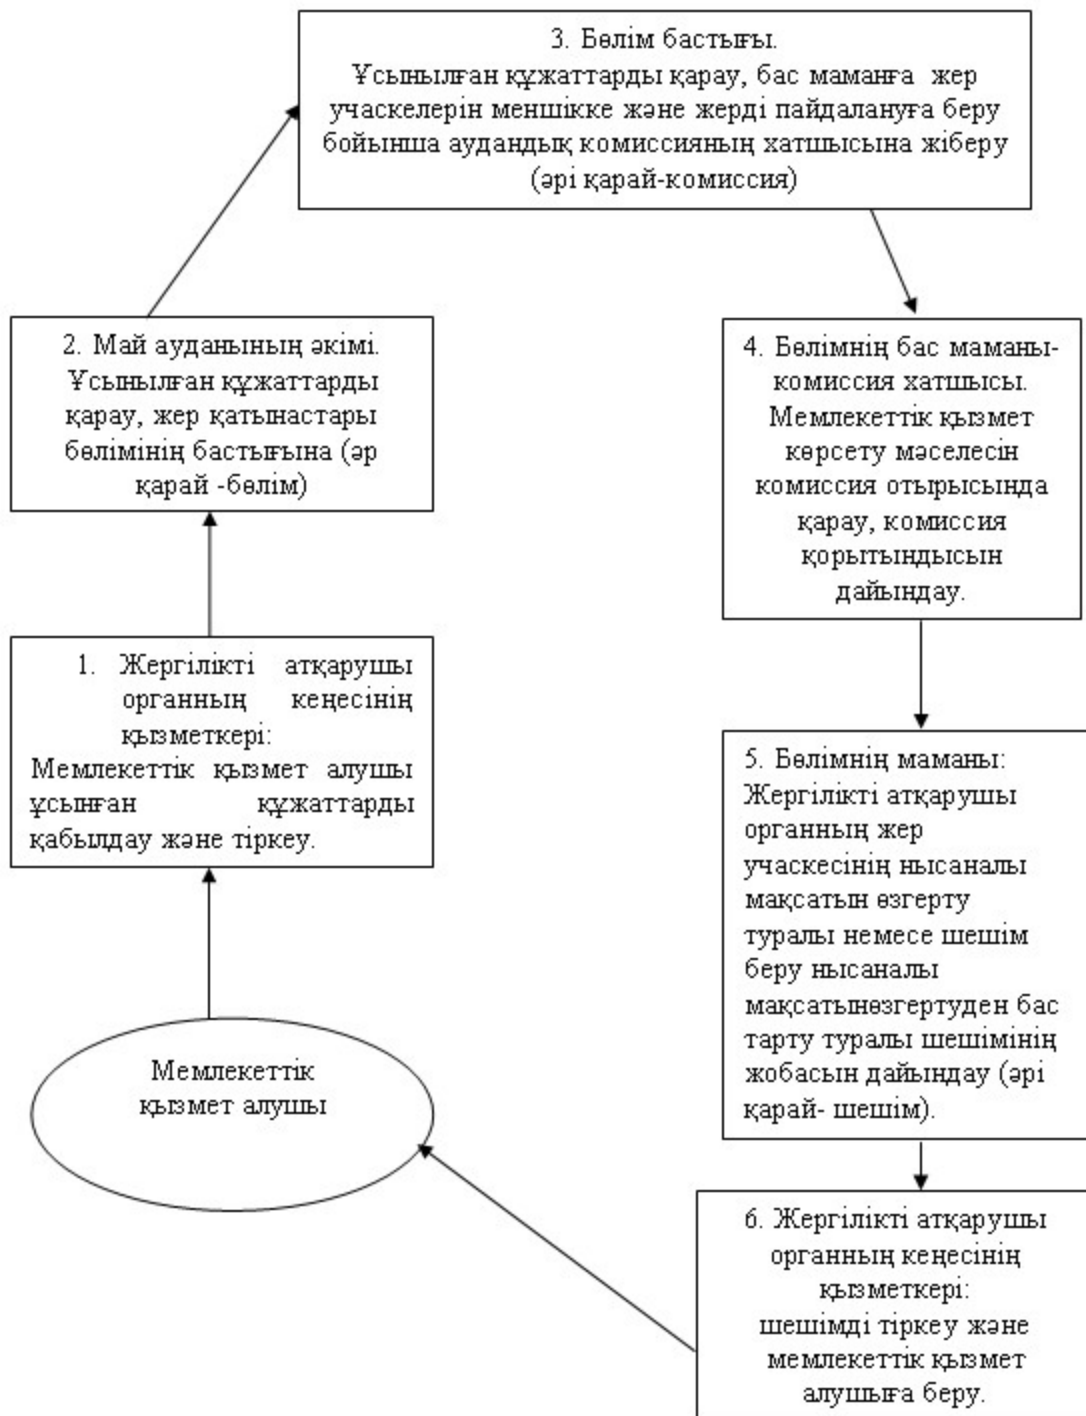 3. Бөлім бастығы.
Ұсынылған құжаттарды қарау, бас маманға жер
учаскелерін меншікке және жерді пайдалануға беру
бойынша аудандық комиссияның хатшысына жіберу
(әрі қарай-комиссия)
2. Май ауданының әкімі.
Ұсынылған құжаттарды
қарау, жер қатынастары
бөлімінің бастығына (әр
қарай -бөлім)
4. Бөлімнің бас маманы-
комиссия хатшысы.
Мемлекеттік қызмет
көрсету мәселесін
комиссия отырысында
қарау, комиссия
қорытындысын
дайындау.
1. Жергілікті атқарушы
органның кеңесінің
қызметкері:
Мемлекеттік қызмет алушы
ұсынған құжаттарды
қабылдау және тіркеу.
5. Бөлімнің маманы:
Жергілікті атқарушы
органның жер
учаскесінің нысаналы
мақсатын өзгерту
туралы немесе шешім
беру нысаналы
мақсатынөзгертуден бас
тарту туралы шешімінің
жобасын дайындау (әрі
қарай- шешім).
Мемлекеттік
қызмет алушы
6. Жергілікті атқарушы
органның кеңесінің
қызметкері:
шешімді тіркеу және
мемлекеттік қызмет
алушыға беру.